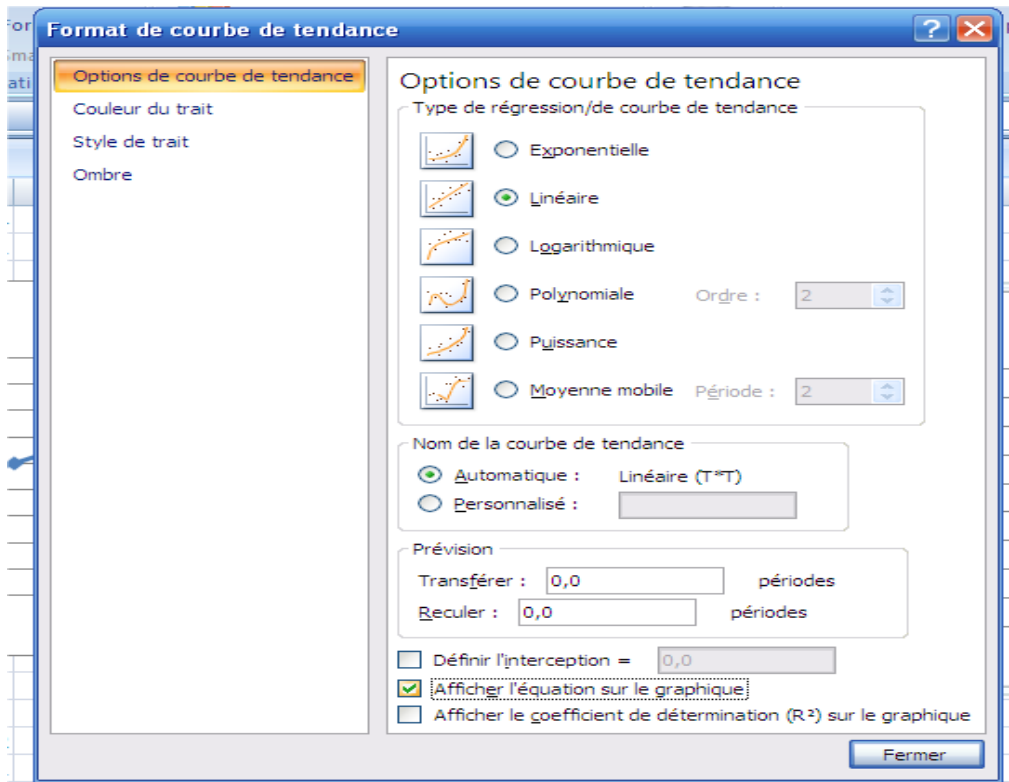 For
Format de courbe de tendance
Sma
ati
Options de courbe de tendance
Couleur du trait
Style de trait
Ombre
Options de courbe de tendance
Type de régression/de courbe de tendance
Exponentielle
Linéaire
Logarithmique
Polynomiale Ordre : 2
Puissance
Moyenne mobile Période : 2
Nom de la courbe de tendance
Automatique : Linéaire (T*T)
Personnalisé :
Prévision
Transférer : 0,0 périodes
Reculer : 0,0 périodes
Définir l'interception = 0,0
Afficher l'équation sur le graphique
Afficher le coefficient de détermination (R²) sur le graphique
Fermer